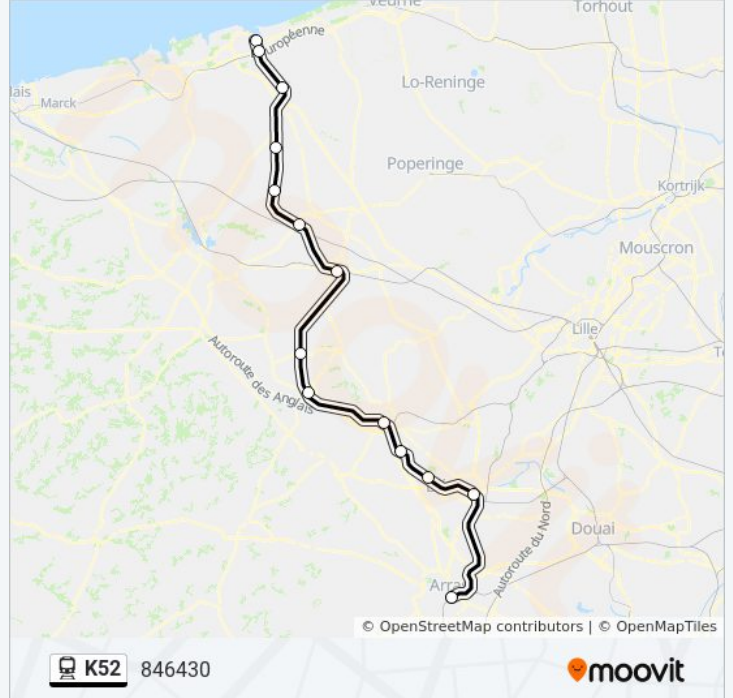 Veurne
Torhout
Européenne
Lo-Reninge
Marck
Poperinge
Kortrijk
Mouscron
Lille
Autoroute des Anglais
Autoroute du Nord
Douai
Arra
© OpenStreetMap contributors | © OpenMapTiles
K52 846430 moovit